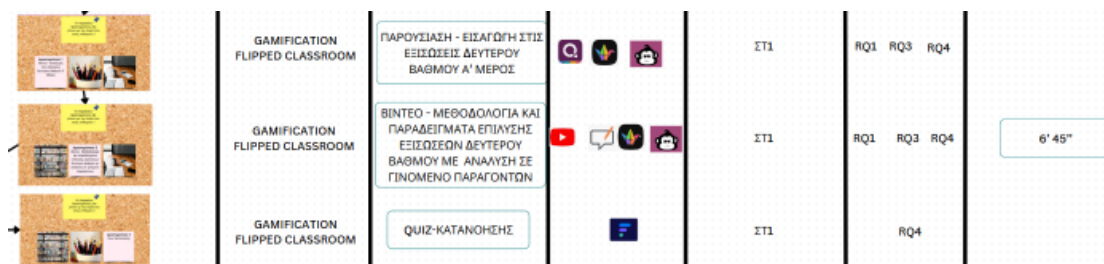 GAMIFICATION
FLIPPED CLASSROOM
ΠΑΡΟΥΣΙΑΣΗ - ΕΙΣΑΓΩΓΗ ΣΤΙΣ
ΕΞΙΣΩΣΕΙΣ ΔΕΥΤΕΡΟΥ
ΒΑΘΜΟΥ Α' ΜΕΡΟΣ
ΣΤ1
RQ1 RQ3 RQ4
GAMIFICATION
FLIPPED CLASSROOM
ΒΙΝΤΕΟ - ΜΕΘΟΔΟΛΟΓΙΑ ΚΑΙ
ΠΑΡΑΔΕΙΓΜΑΤΑ ΕΠΙΛΥΣΗΣ
ΕΞΙΣΩΣΕΩΝ ΔΕΥΤΕΡΟΥ
ΒΑΘΜΟΥ ΜΕ ΑΝΑΛΥΣΗ ΣΕ
ΓΙΝΟΜΕΝΟ ΠΑΡΑΓΟΝΤΩΝ
ΣΤ1
RQ1 RQ3 RQ4
6' 45''
GAMIFICATION
FLIPPED CLASSROOM
QUIZ-ΚΑΤΑΝΟΗΣΗΣ
ΣΤ1
RQ4